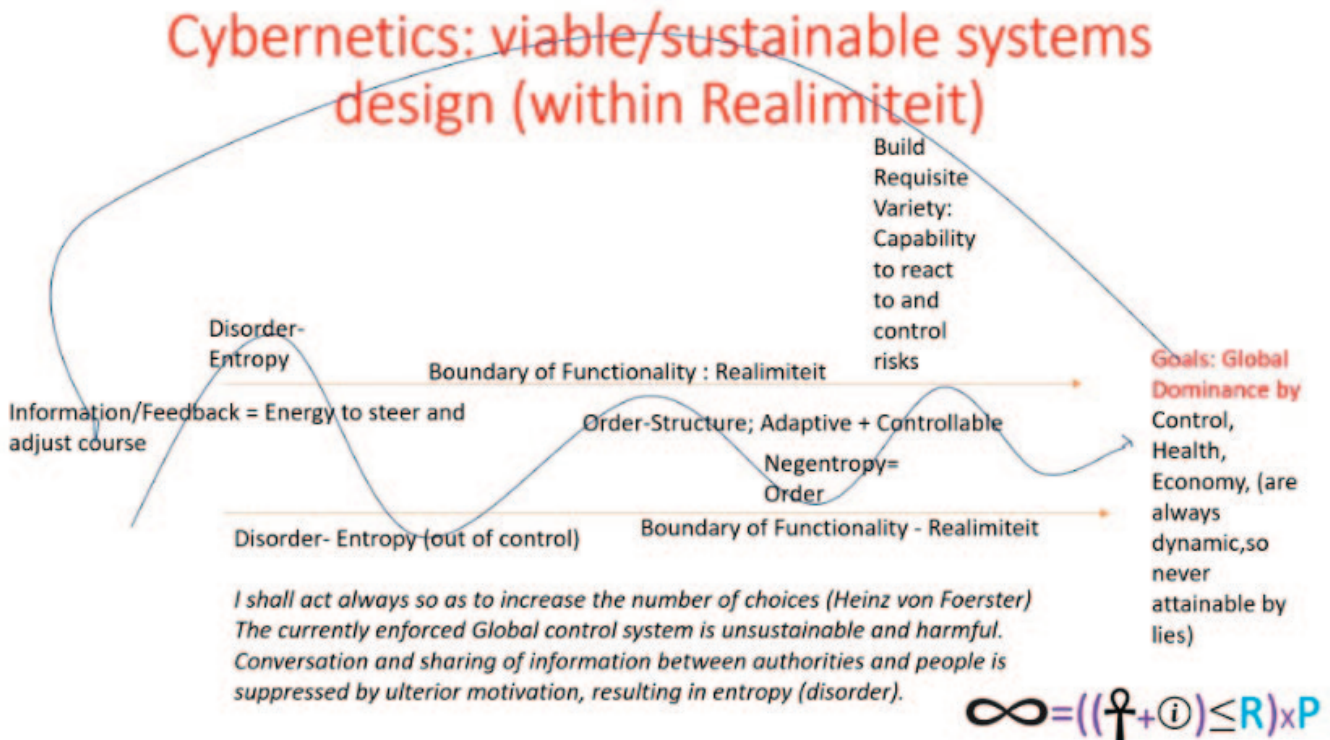 Cybernetics: viable/sustainable systems
design (within Realimiteit)
Build
Requisite
Variety:
Capability
to react
to and
control
risks
Disorder-
Entropy
Boundary of Functionality : Realimiteit
Goals: Global
Dominance by
Control,
Health,
Economy, (are
always
dynamic,so
never
attainable by
lies)
Information/Feedback = Energy to steer and
adjust course
Order-Structure; Adaptive + Controllable
Negentropy=
Order
Disorder- Entropy (out of control)
Boundary of Functionality - Realimiteit
I shall act always so as to increase the number of choices (Heinz von Foerster)
The currently enforced Global control system is unsustainable and harmful.
Conversation and sharing of information between authorities and people is
suppressed by ulterior motivation, resulting in entropy (disorder).
∞=((☥+ⓘ)≤R)xP